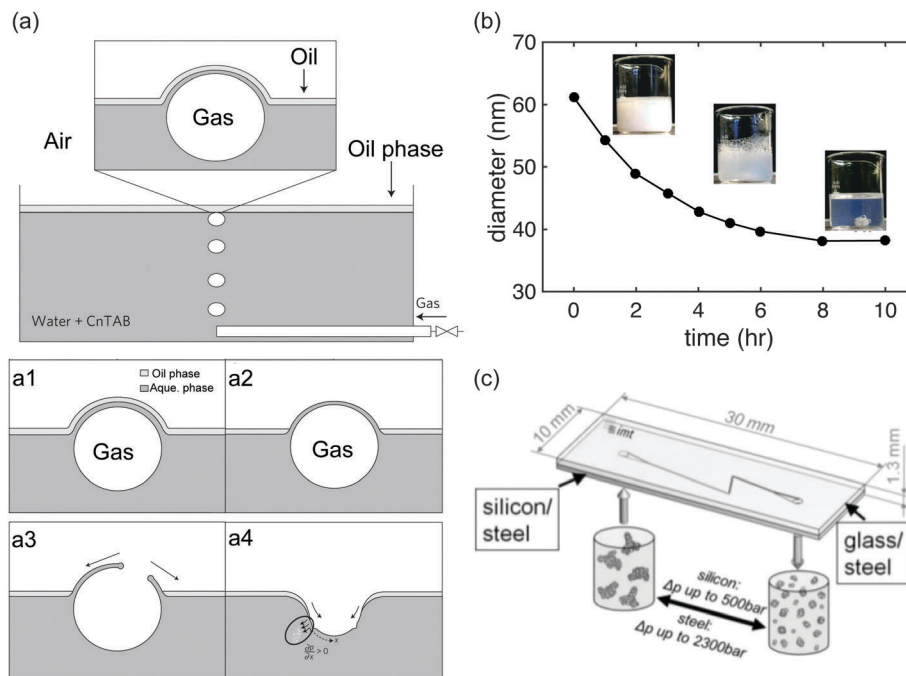 (a)
Oil
Gas
Air
Oil phase
Gas
Water + CnTAB
a1
Oil phase
Aque. phase
Gas
a2
Gas
a3
a4
x
∂p/∂x > 0
(b)
70
60
50
40
30
diameter (nm)
0 2 4 6 8 10
time (hr)
(c)
10 mm
30 mm
1.3 mm
imt
silicon/
steel
glass/
steel
silicon:
Δp up to 500bar
steel:
Δp up to 2300bar